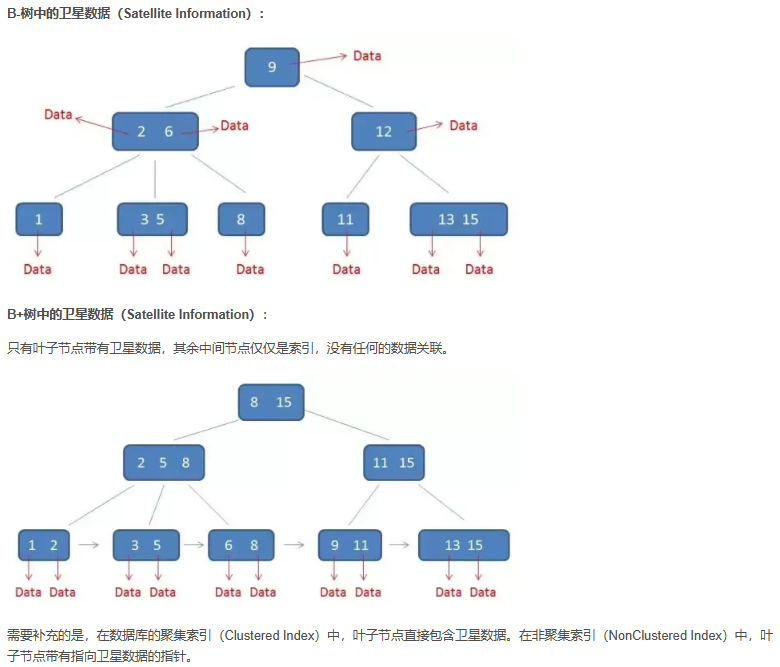 B-树中的卫星数据（Satellite Information）:
9 Data
Data 2 6 Data 12 Data
1 3 5 8 11 13 15
Data Data Data Data Data Data Data
B+树中的卫星数据（Satellite Information）:
只有叶子节点带有卫星数据，其余中间节点仅仅是索引，没有任何的数据关联。
8 15
2 5 8 11 15
1 2 3 5 6 8 9 11 13 15
Data Data Data Data Data Data Data Data Data Data
需要补充的是，在数据库的聚集索引（Clustered Index）中，叶子节点直接包含卫星数据。在非聚集索引（NonClustered Index）中，叶
子节点带有指向卫星数据的指针。